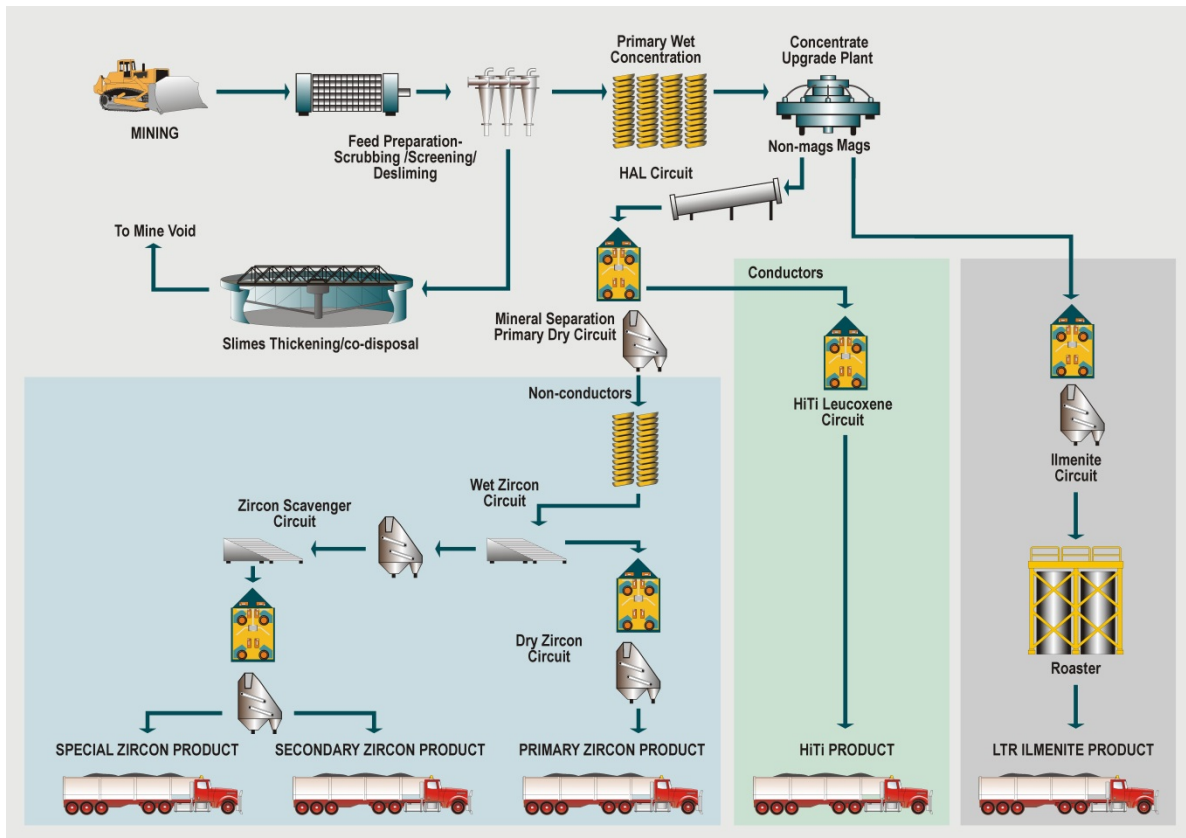 Primary Wet
Concentration
Concentrate
Upgrade Plant
MINING
Feed Preparation-
Scrubbing /Screening/
Desliming
Non-mags Mags
HAL Circuit
To Mine Void
Conductors
Mineral Separation
Primary Dry Circuit
Slimes Thickening/co-disposal
Non-conductors
HiTi Leucoxene
Circuit
Ilmenite
Circuit
Wet Zircon
Circuit
Zircon Scavenger
Circuit
Dry Zircon
Circuit
Roaster
SPECIAL ZIRCON PRODUCT
SECONDARY ZIRCON PRODUCT
PRIMARY ZIRCON PRODUCT
HiTi PRODUCT
LTR ILMENITE PRODUCT